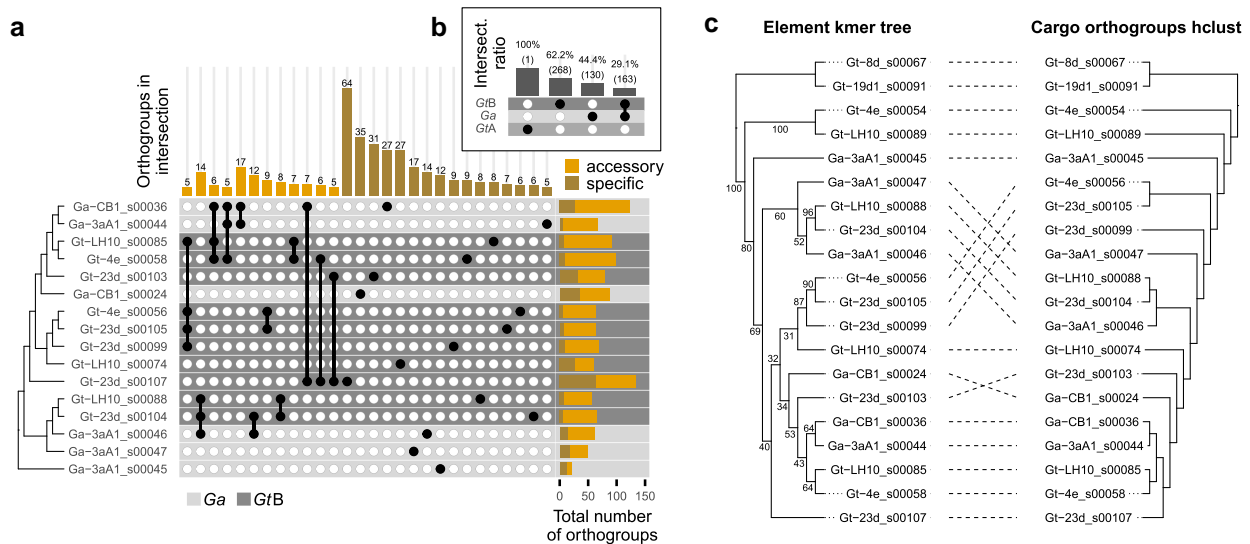 a
Orthogroups in
intersection
5
14
6
5
17
12
9
8
7
7
6
5
64
35
31
27
27
17
14
12
9
9
8
8
7
6
5
accessory
specific
Ga−CB1_s00036
Ga−3aA1_s00044
Gt−LH10_s00085
Gt−4e_s00058
Gt−23d_s00103
Ga−CB1_s00024
Gt−4e_s00056
Gt−23d_s00105
Gt−23d_s00099
Gt−LH10_s00074
Gt−23d_s00107
Gt−LH10_s00088
Gt−23d_s00104
Ga−3aA1_s00046
Ga−3aA1_s00047
Ga−3aA1_s00045
Ga
GtB
0 50 100 150
Total number
of orthogroups
b
Intersect.
ratio
100%
(1)
62.2%
(268)
44.4%
(130)
29.1%
(163)
GtB
Ga
GtA
c
Element kmer tree
Gt−8d_s00067
Gt−19d1_s00091
Gt−4e_s00054
Gt−LH10_s00089
Ga−3aA1_s00045
Ga−3aA1_s00047
Gt−LH10_s00088
Gt−23d_s00104
Ga−3aA1_s00046
Gt−4e_s00056
Gt−23d_s00105
Gt−23d_s00099
Gt−LH10_s00074
Ga−CB1_s00024
Gt−23d_s00103
Ga−CB1_s00036
Ga−3aA1_s00044
Gt−LH10_s00085
Gt−4e_s00058
Gt−23d_s00107
100
100
80
60
96
52
90
87
69
31
32
34
53
64
40
43
64
Cargo orthogroups hclust
Gt−8d_s00067
Gt−19d1_s00091
Gt−4e_s00054
Gt−LH10_s00089
Ga−3aA1_s00045
Gt−4e_s00056
Gt−23d_s00105
Gt−23d_s00099
Ga−3aA1_s00047
Gt−LH10_s00088
Gt−23d_s00104
Ga−3aA1_s00046
Gt−LH10_s00074
Gt−23d_s00103
Ga−CB1_s00024
Ga−CB1_s00036
Ga−3aA1_s00044
Gt−LH10_s00085
Gt−4e_s00058
Gt−23d_s00107